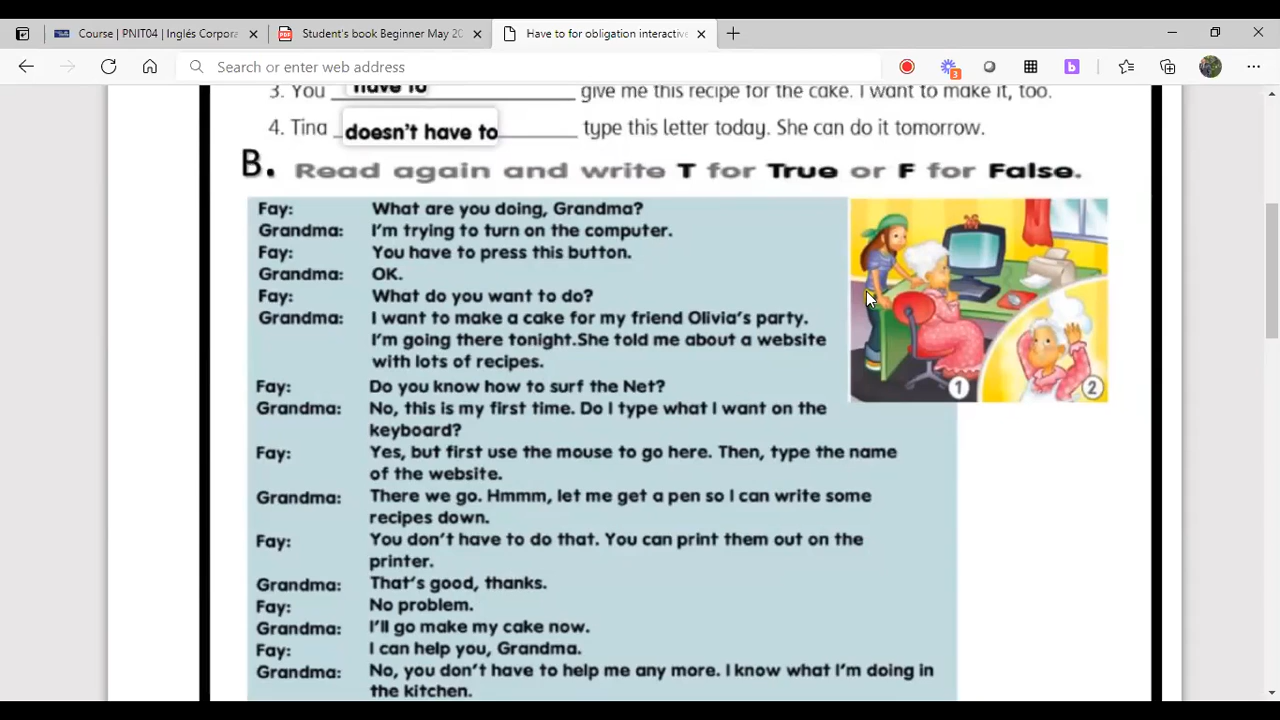 Course | PNIT04 | Inglés Corpora
Student's book Beginner May 20
Have to for obligation interactive
Search or enter web address
3
b
3. You have to give me this recipe for the cake. I want to make it, too.
4. Tina doesn't have to type this letter today. She can do it tomorrow.
B. Read again and write T for True or F for False.
Fay: What are you doing, Grandma?
Grandma: I'm trying to turn on the computer.
Fay: You have to press this button.
Grandma: OK.
Fay: What do you want to do?
Grandma: I want to make a cake for my friend Olivia's party.
I'm going there tonight.She told me about a website
with lots of recipes.
Fay: Do you know how to surf the Net?
Grandma: No, this is my first time. Do I type what I want on the
keyboard?
Fay: Yes, but first use the mouse to go here. Then, type the name
of the website.
Grandma: There we go. Hmmm, let me get a pen so I can write some
recipes down.
Fay: You don't have to do that. You can print them out on the
printer.
Grandma: That's good, thanks.
Fay: No problem.
Grandma: I'll go make my cake now.
Fay: I can help you, Grandma.
Grandma: No, you don't have to help me any more. I know what I'm doing in
the kitchen.
1
2